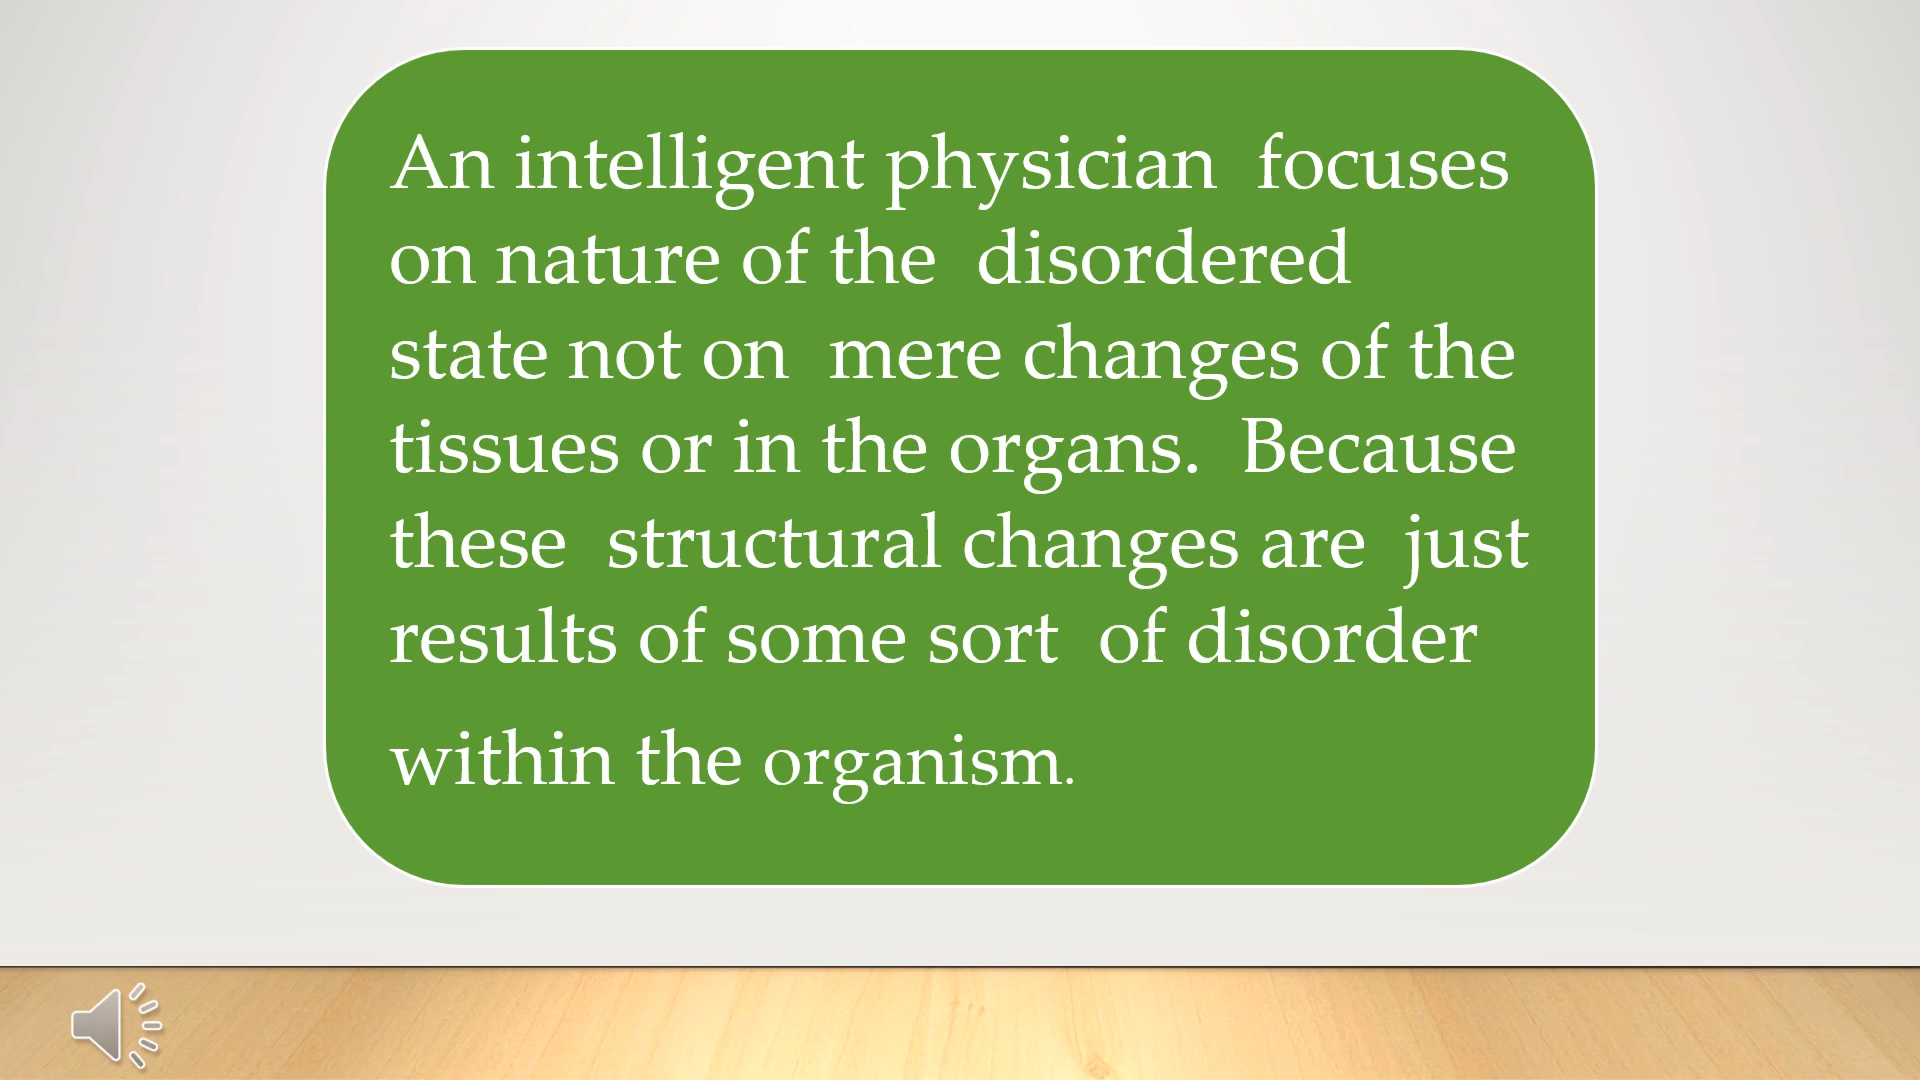 An intelligent physician  focuses
on nature of the  disordered
state not on  mere changes of the
tissues or in the organs.  Because
these  structural changes are  just
results of some sort  of disorder
within the organism.